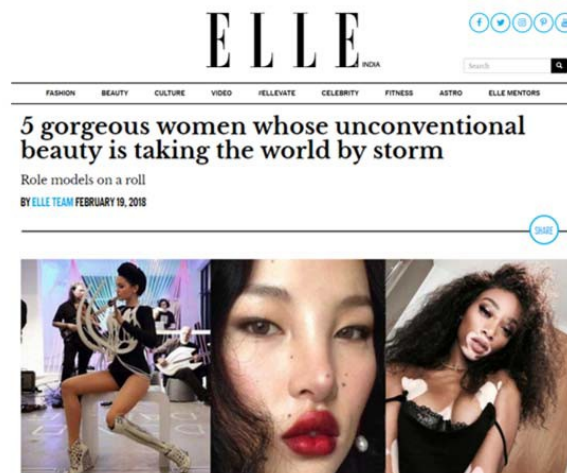 ELLE
INDIA
Search
FASHION BEAUTY CULTURE VIDEO #ELLEVATE CELEBRITY FITNESS ASTRO ELLE MENTORS
5 gorgeous women whose unconventional
beauty is taking the world by storm
Role models on a roll
BY ELLE TEAM FEBRUARY 19, 2018
SHARE